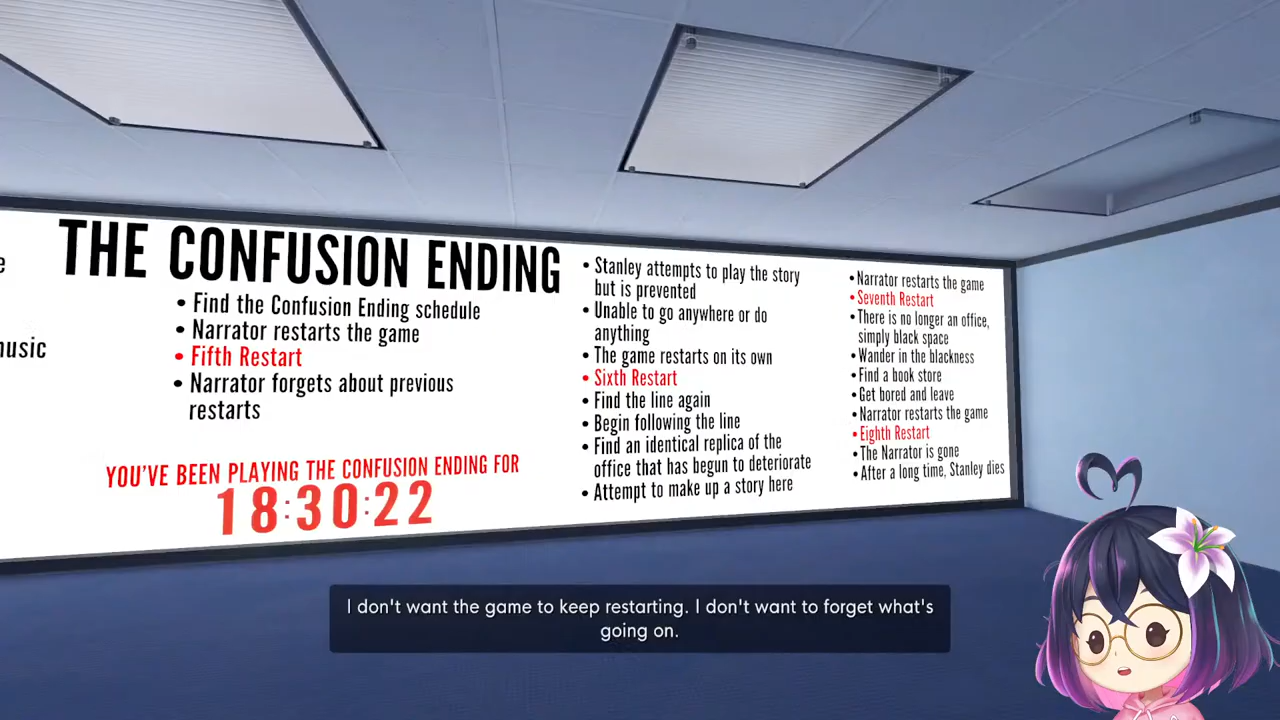 e
music
THE CONFUSION ENDING
• Find the Confusion Ending schedule
• Narrator restarts the game
• Fifth Restart
• Narrator forgets about previous
restarts
YOU'VE BEEN PLAYING THE CONFUSION ENDING FOR
18:30:22
• Stanley attempts to play the story
but is prevented
• Unable to go anywhere or do
anything
• The game restarts on its own
• Sixth Restart
• Find the line again
• Begin following the line
• Find an identical replica of the
office that has begun to deteriorate
• Attempt to make up a story here
• Narrator restarts the game
• Seventh Restart
• There is no longer an office,
simply black space
• Wander in the blackness
• Find a book store
• Get bored and leave
• Narrator restarts the game
• Eighth Restart
• The Narrator is gone
• After a long time, Stanley dies
I don't want the game to keep restarting. I don't want to forget what's
going on.